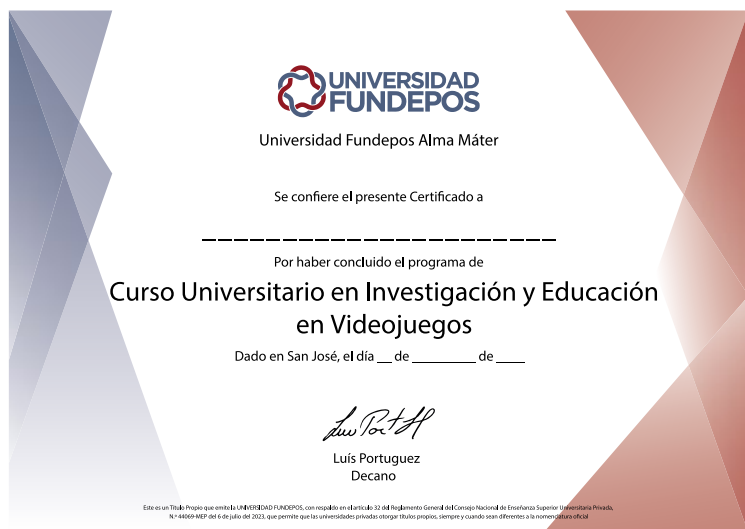 UNIVERSIDAD
FUNDEPOS
Universidad Fundepos Alma Máter
Se confiere el presente Certificado a
Por haber concluido el programa de
Curso Universitario en Investigación y Educación
en Videojuegos
Dado en San José, el día __ de ________ de ____
Luís Portuguez
Decano
Este es un Título Propio que emite la UNIVERSIDAD FUNDEPOS, con respaldo en el artículo 32 del Reglamento General del Consejo Nacional de Enseñanza Superior Universitaria Privada,
N.º 44069-MEP del 6 de julio del 2023, que permite que las universidades privadas otorgar títulos propios, siempre y cuando sean diferentes a la nomenclatura oficial